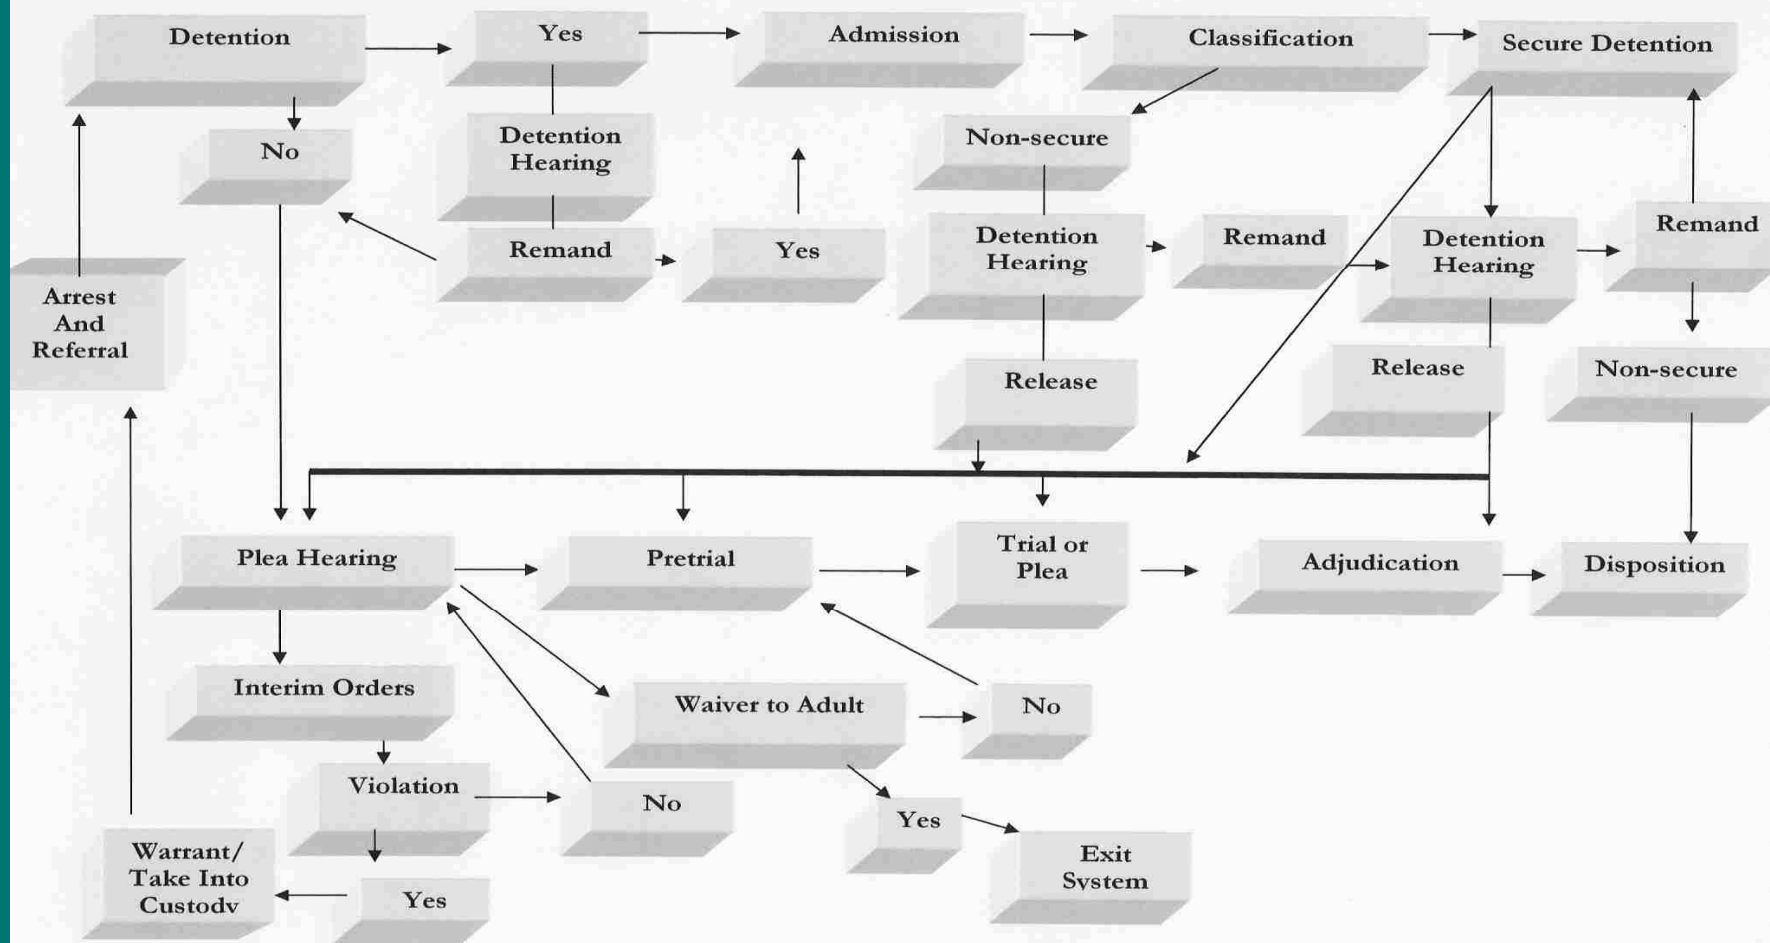 Detention
Yes
Admission
Classification
Secure Detention
No
Detention
Hearing
Non-secure
Remand
Yes
Detention
Hearing
Remand
Detention
Hearing
Remand
Arrest
And
Referral
Release
Release
Non-secure
Plea Hearing
Pretrial
Trial or
Plea
Adjudication
Disposition
Interim Orders
Waiver to Adult
No
Violation
No
Yes
Exit
System
Warrant/
Take Into
Custody
Yes